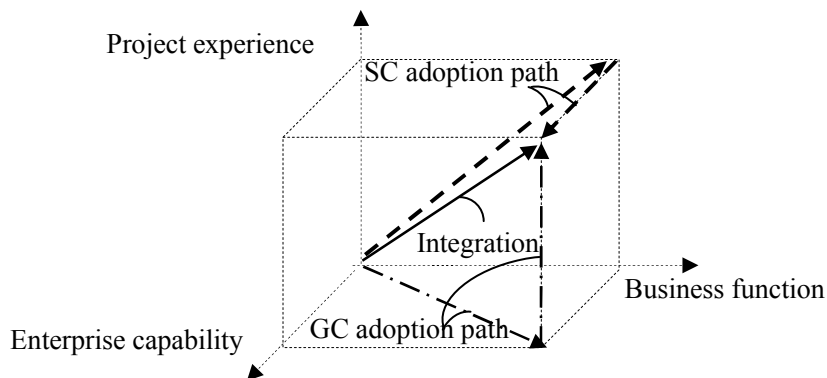 Project experience
SC adoption path
Integration
Business function
GC adoption path
Enterprise capability